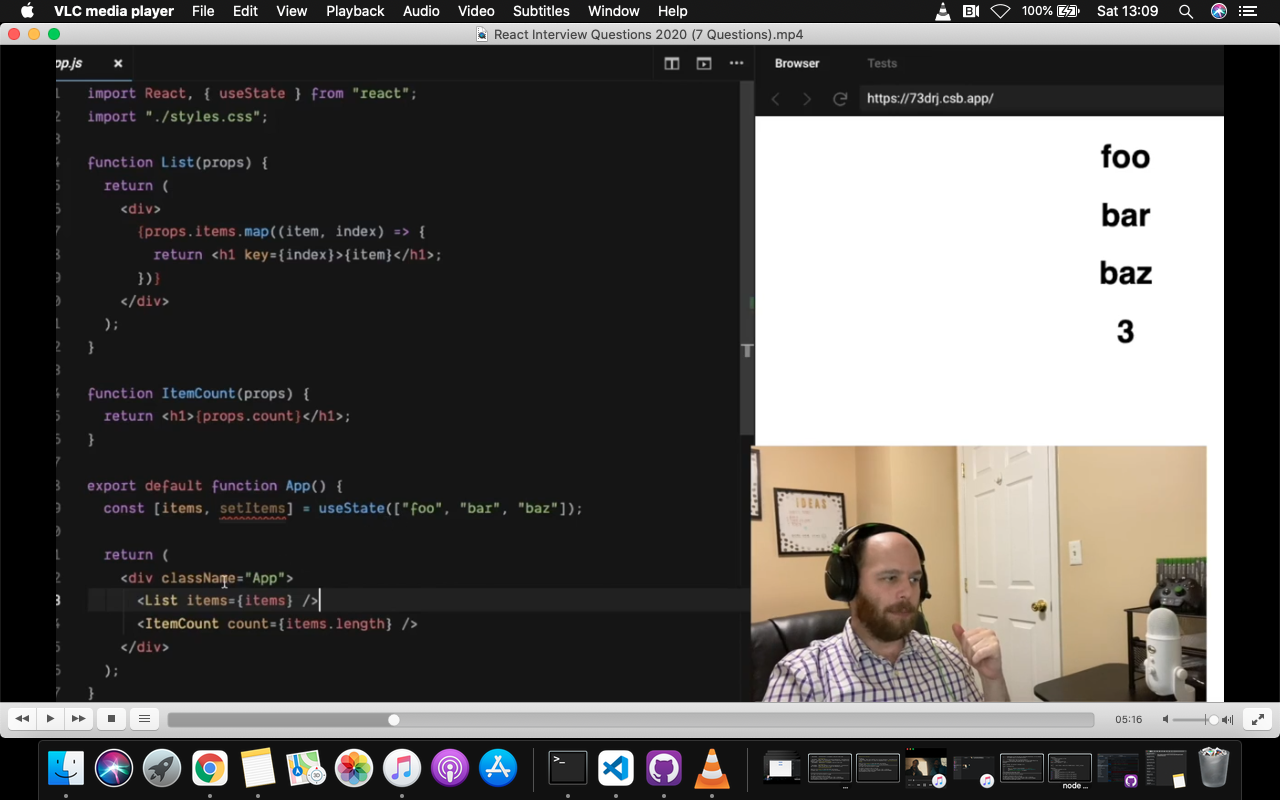 VLC media player File Edit View Playback Audio Video Subtitles Window Help 100% Sat 13:09
React Interview Questions 2020 (7 Questions).mp4
pp.js
Browser Tests
https://73drj.csb.app/
1 import React, { useState } from "react";
2 import "./styles.css";
3
4 function List(props) {
5 return (
6 <div>
7 {props.items.map((item, index) => {
8 return <h1 key={index}>{item}</h1>;
9 })}
0 </div>
1 );
2 }
3
4 function ItemCount(props) {
5 return <h1>{props.count}</h1>;
6 }
7
8 export default function App() {
9 const [items, setItems] = useState(["foo", "bar", "baz"]);
0
1 return (
2 <div className="App">
3 <List items={items} />
4 <ItemCount count={items.length} />
5 </div>
6 );
7 }
foo
bar
baz
3
IDEAS
05:16
>_
node ...